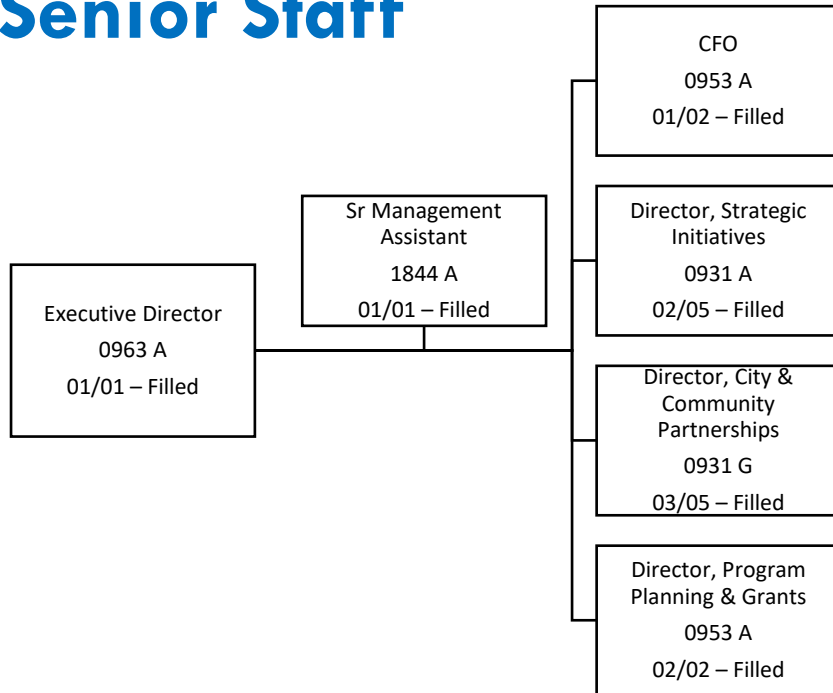 Senior Staff
CFO
0953 A
01/02 – Filled
Sr Management
Assistant
1844 A
01/01 – Filled
Director, Strategic
Initiatives
0931 A
02/05 – Filled
Executive Director
0963 A
01/01 – Filled
Director, City &
Community
Partnerships
0931 G
03/05 – Filled
Director, Program
Planning & Grants
0953 A
02/02 – Filled